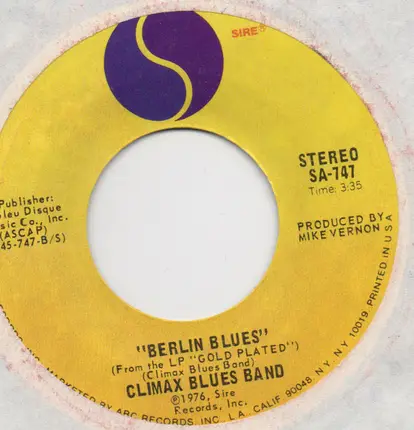 SIRE®
STEREO
SA-747
Time: 3:35
Publisher:
bleu Disque
sic Co., Inc.
(ASCAP)
45-747-B/S)
PRODUCED BY
MIKE VERNON
"BERLIN BLUES"
(From the LP "GOLD PLATED")
(Climax Blues Band)
CLIMAX BLUES BAND
℗1976, Sire
Records, Inc.
MARKETED BY ABC RECORDS, INC. L.A. CALIF. 90048 NY, NY 10019. PRINTED IN U.S.A.